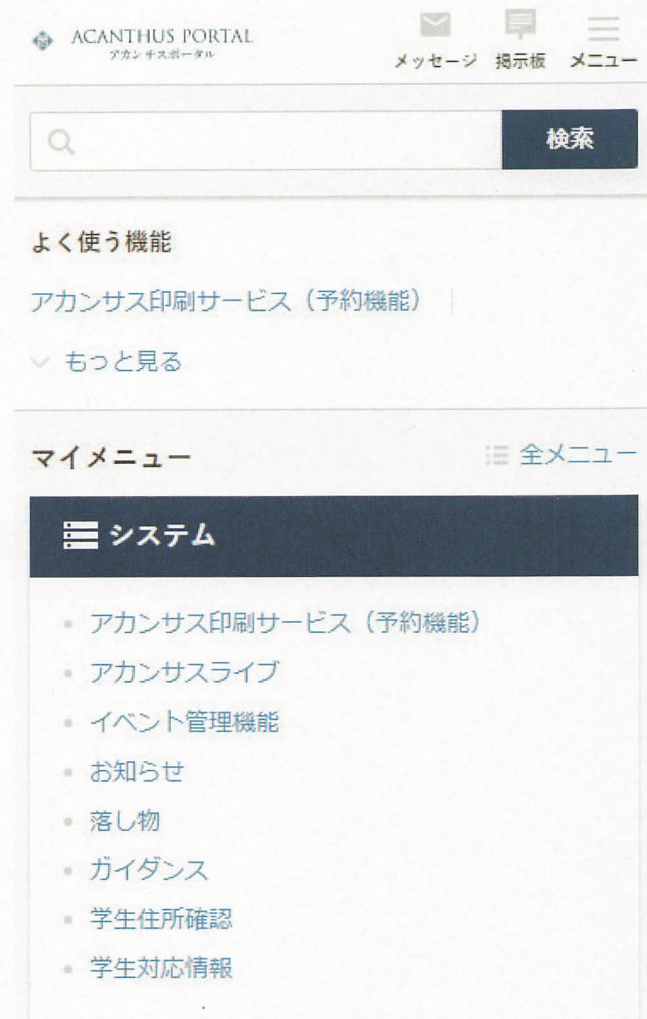 ACANTHUS PORTAL
アカンサスポータル
メッセージ 掲示板 メニュー
検索
よく使う機能
アカンサス印刷サービス（予約機能）
もっと見る
マイメニュー 全メニュー
システム
アカンサス印刷サービス（予約機能）
アカンサスライブ
イベント管理機能
お知らせ
落し物
ガイダンス
学生住所確認
学生対応情報